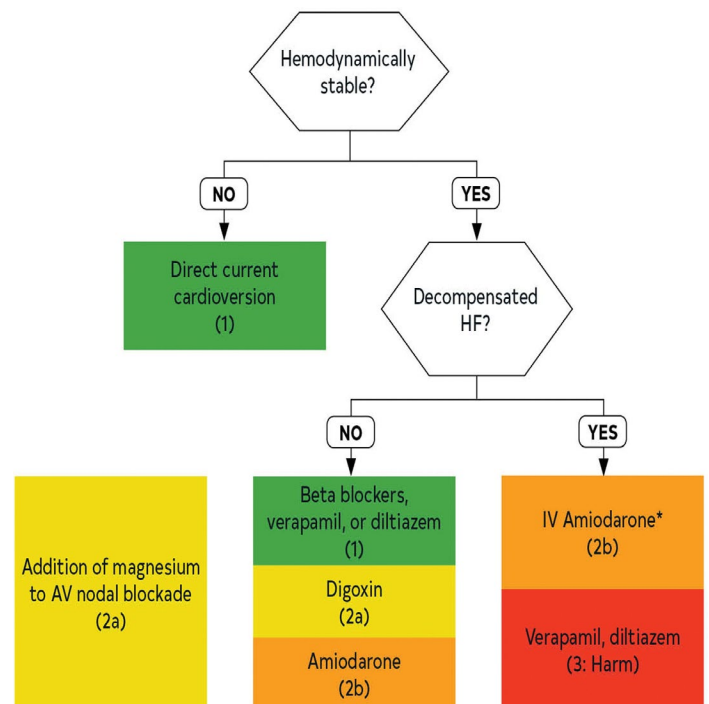 Hemodynamically
stable?
NO
YES
Direct current
cardioversion
(1)
Decompensated
HF?
NO
YES
Addition of magnesium
to AV nodal blockade
(2a)
Beta blockers,
verapamil, or diltiazem
(1)
Digoxin
(2a)
Amiodarone
(2b)
IV Amiodarone*
(2b)
Verapamil, diltiazem
(3: Harm)